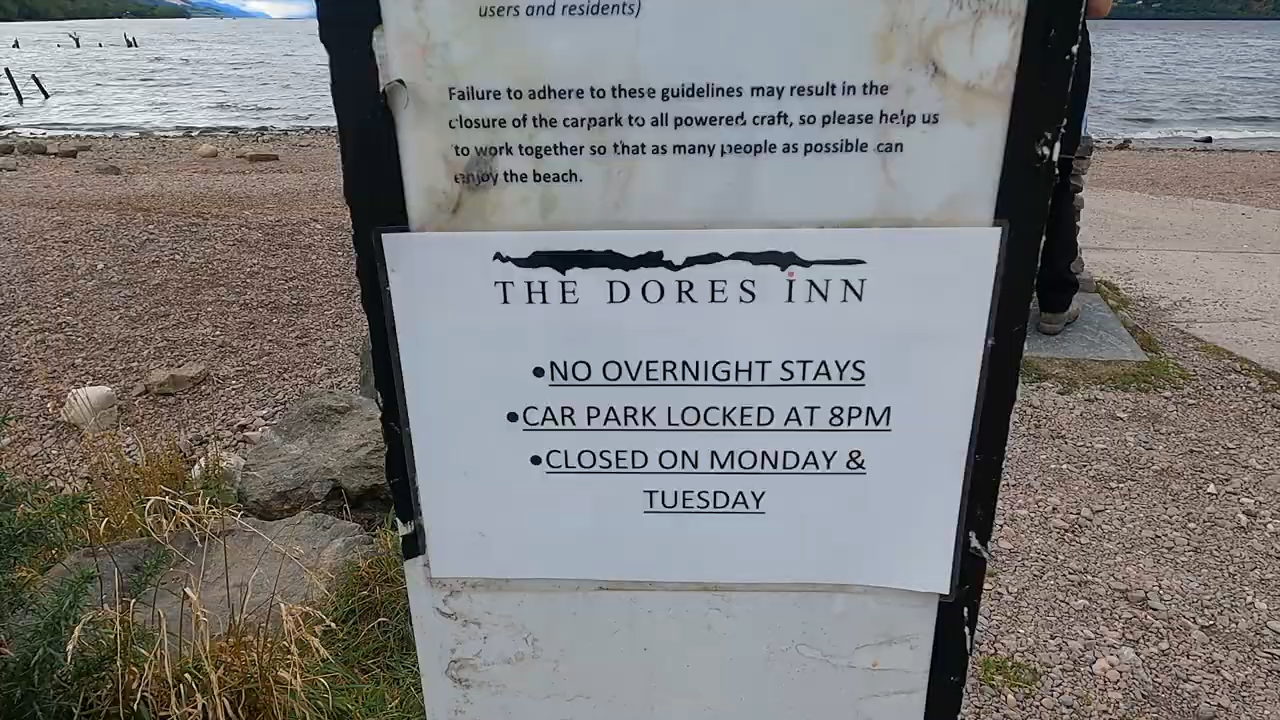 users and residents)
Failure to adhere to these guidelines may result in the
closure of the carpark to all powered craft, so please help us
to work together so that as many people as possible can
enjoy the beach.
THE DORES INN
•NO OVERNIGHT STAYS
•CAR PARK LOCKED AT 8PM
•CLOSED ON MONDAY &
TUESDAY